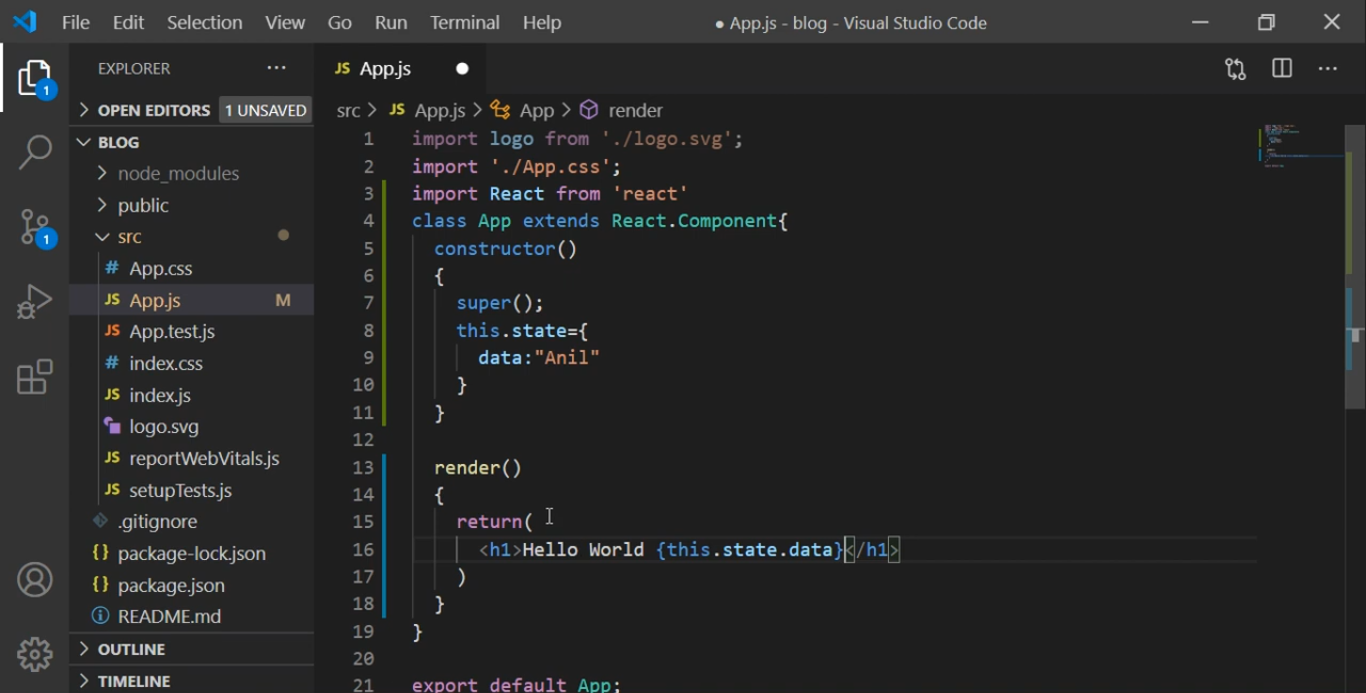 File Edit Selection View Go Run Terminal Help ● App.js - blog - Visual Studio Code
EXPLORER ···
JS App.js ●
OPEN EDITORS 1 UNSAVED
src > JS App.js > App > render
BLOG
node_modules
public
src
# App.css
JS App.js M
JS App.test.js
# index.css
JS index.js
logo.svg
JS reportWebVitals.js
JS setupTests.js
.gitignore
{} package-lock.json
{} package.json
README.md
OUTLINE
TIMELINE
1
1
1 import logo from './logo.svg';
2 import './App.css';
3 import React from 'react'
4 class App extends React.Component{
5 constructor()
6 {
7 super();
8 this.state={
9 data:"Anil"
10 }
11 }
12
13 render()
14 {
15 return(
16 <h1>Hello World {this.state.data}</h1>
17 )
18 }
19 }
20
21 export default App;